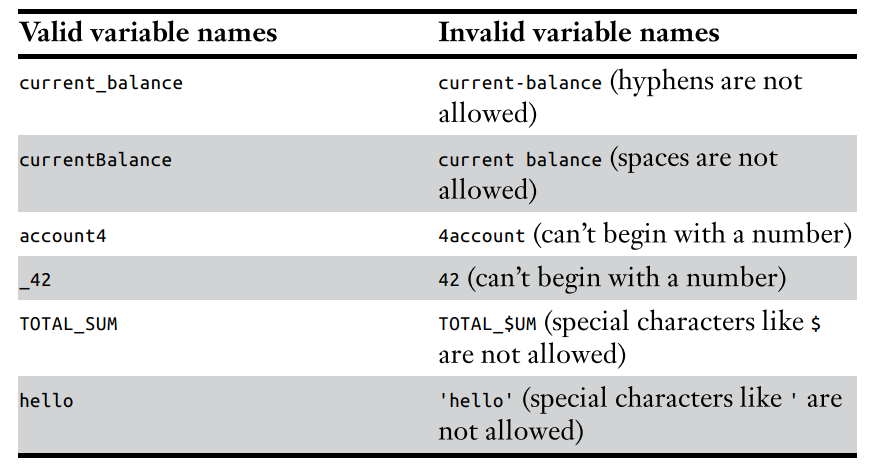 Valid variable names Invalid variable names
current_balance current-balance (hyphens are not
allowed)
currentBalance current balance (spaces are not
allowed)
account4 4account (can’t begin with a number)
_42 42 (can’t begin with a number)
TOTAL_SUM TOTAL_$UM (special characters like $
are not allowed)
hello 'hello' (special characters like ' are
not allowed)